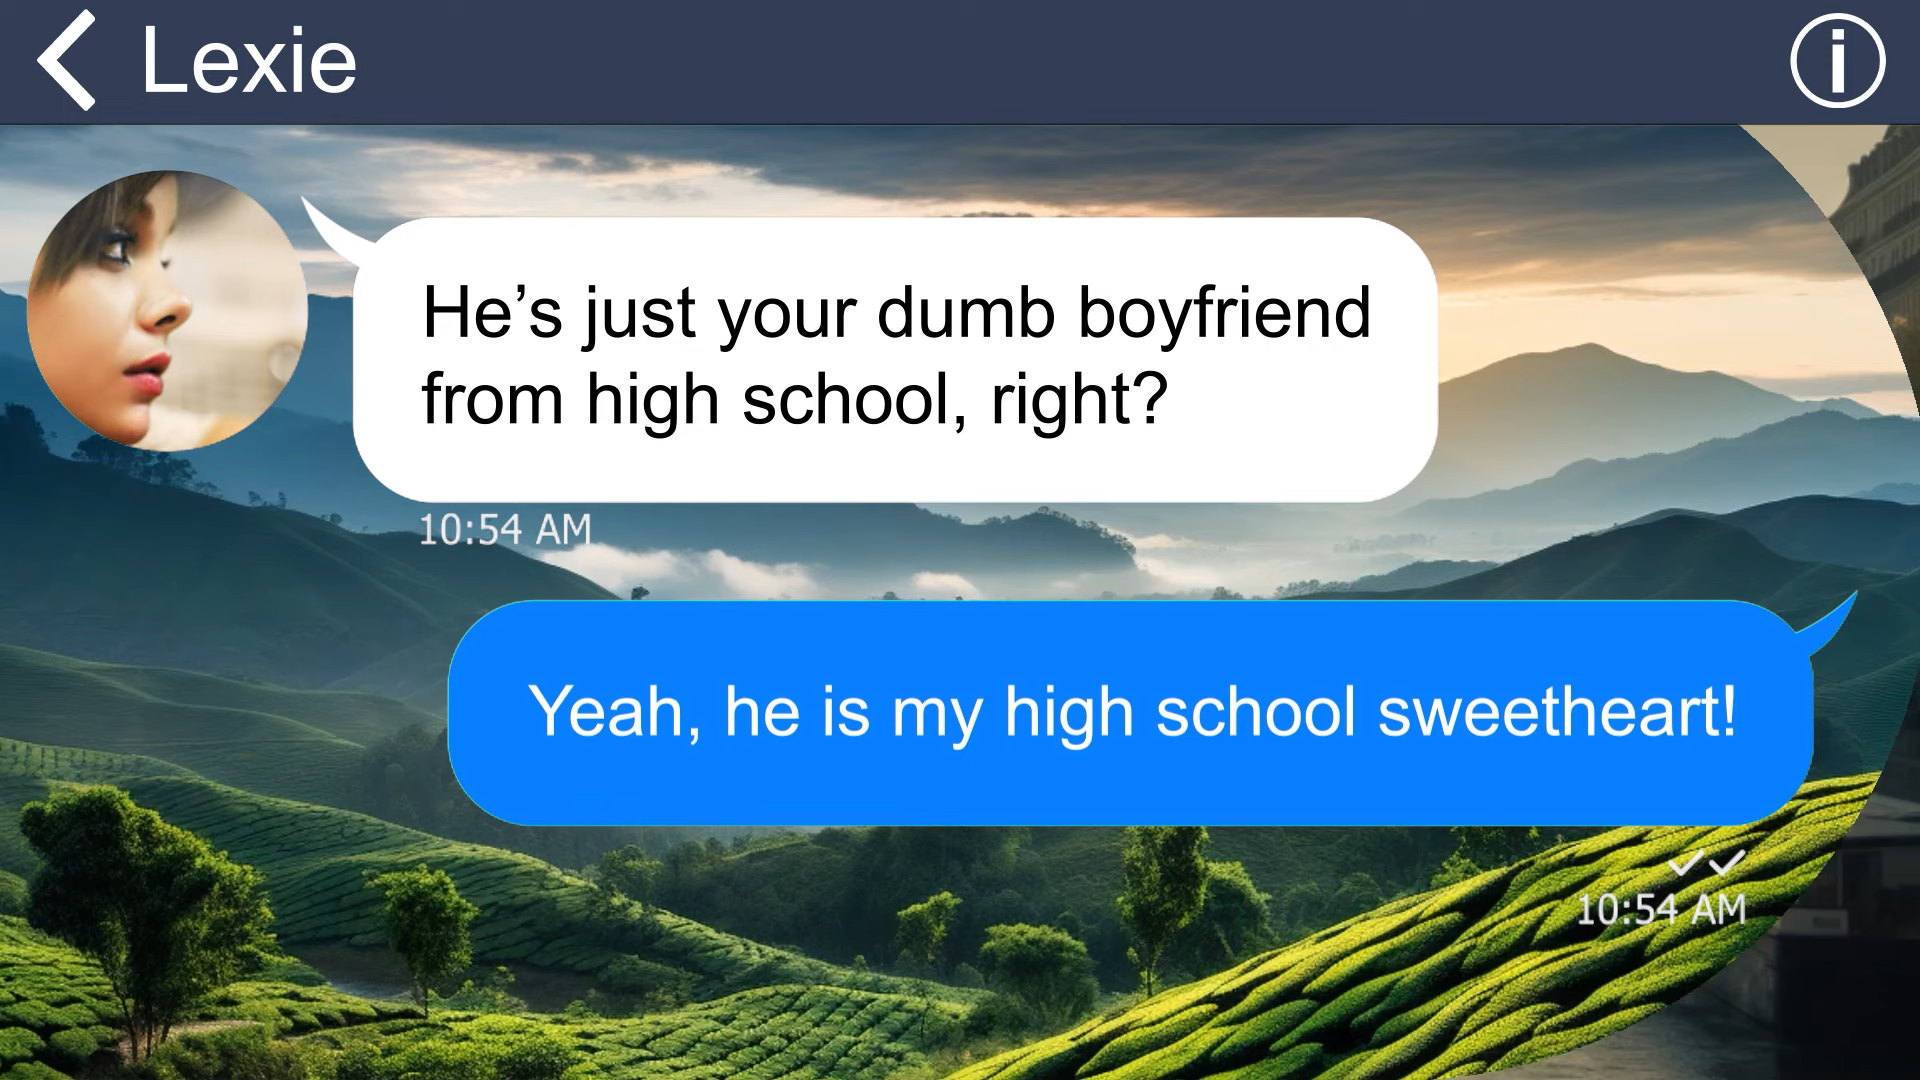 Lexie
He’s just your dumb boyfriend
from high school, right?
10:54 AM
Yeah, he is my high school sweetheart!
10:54 AM